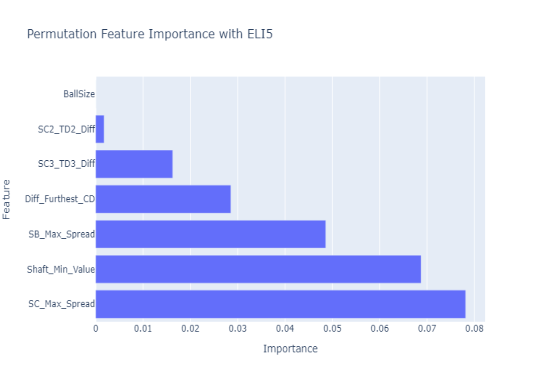 Permutation Feature Importance with ELI5
BallSize
SC2_TD2_Diff
SC3_TD3_Diff
Diff_Furthest_CD
SB_Max_Spread
Shaft_Min_Value
SC_Max_Spread
0 0.01 0.02 0.03 0.04 0.05 0.06 0.07 0.08
Importance
Feature